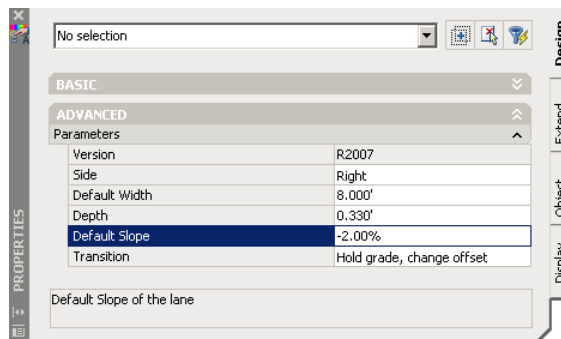 No selection
BASIC
ADVANCED
Parameters
Version R2007
Side Right
Default Width 8.000'
Depth 0.330'
Default Slope -2.00%
Transition Hold grade, change offset
Default Slope of the lane
PROPERTIES
Design
Extend
Object
Display